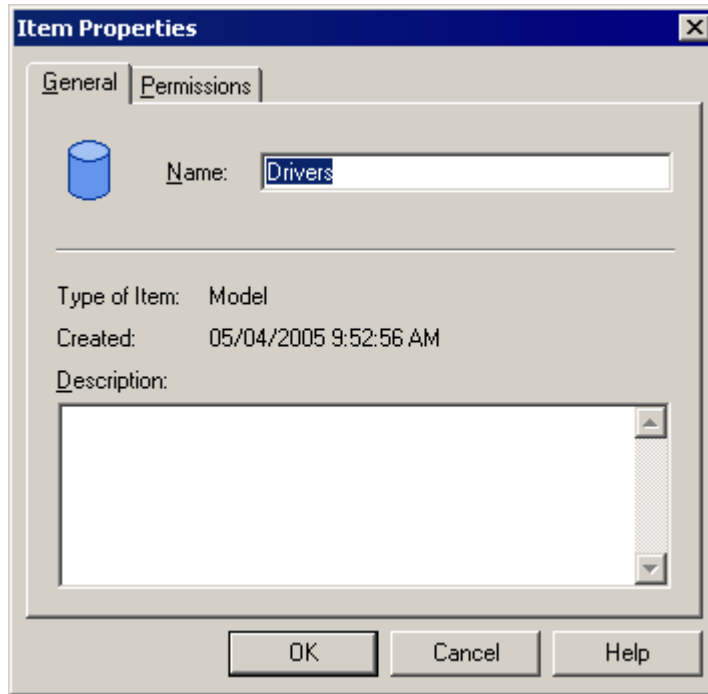 Item Properties
General Permissions
Name: Drivers
Type of Item: Model
Created: 05/04/2005 9:52:56 AM
Description:
OK Cancel Help